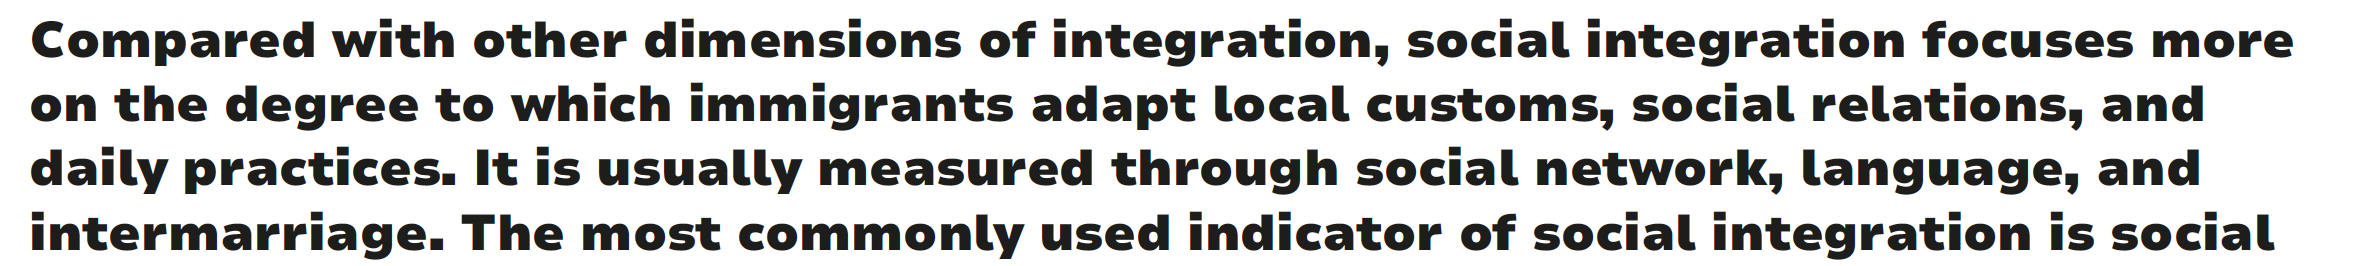 Compared with other dimensions of integration, social integration focuses more
on the degree to which immigrants adapt local customs, social relations, and
daily practices. It is usually measured through social network, language, and
intermarriage. The most commonly used indicator of social integration is social